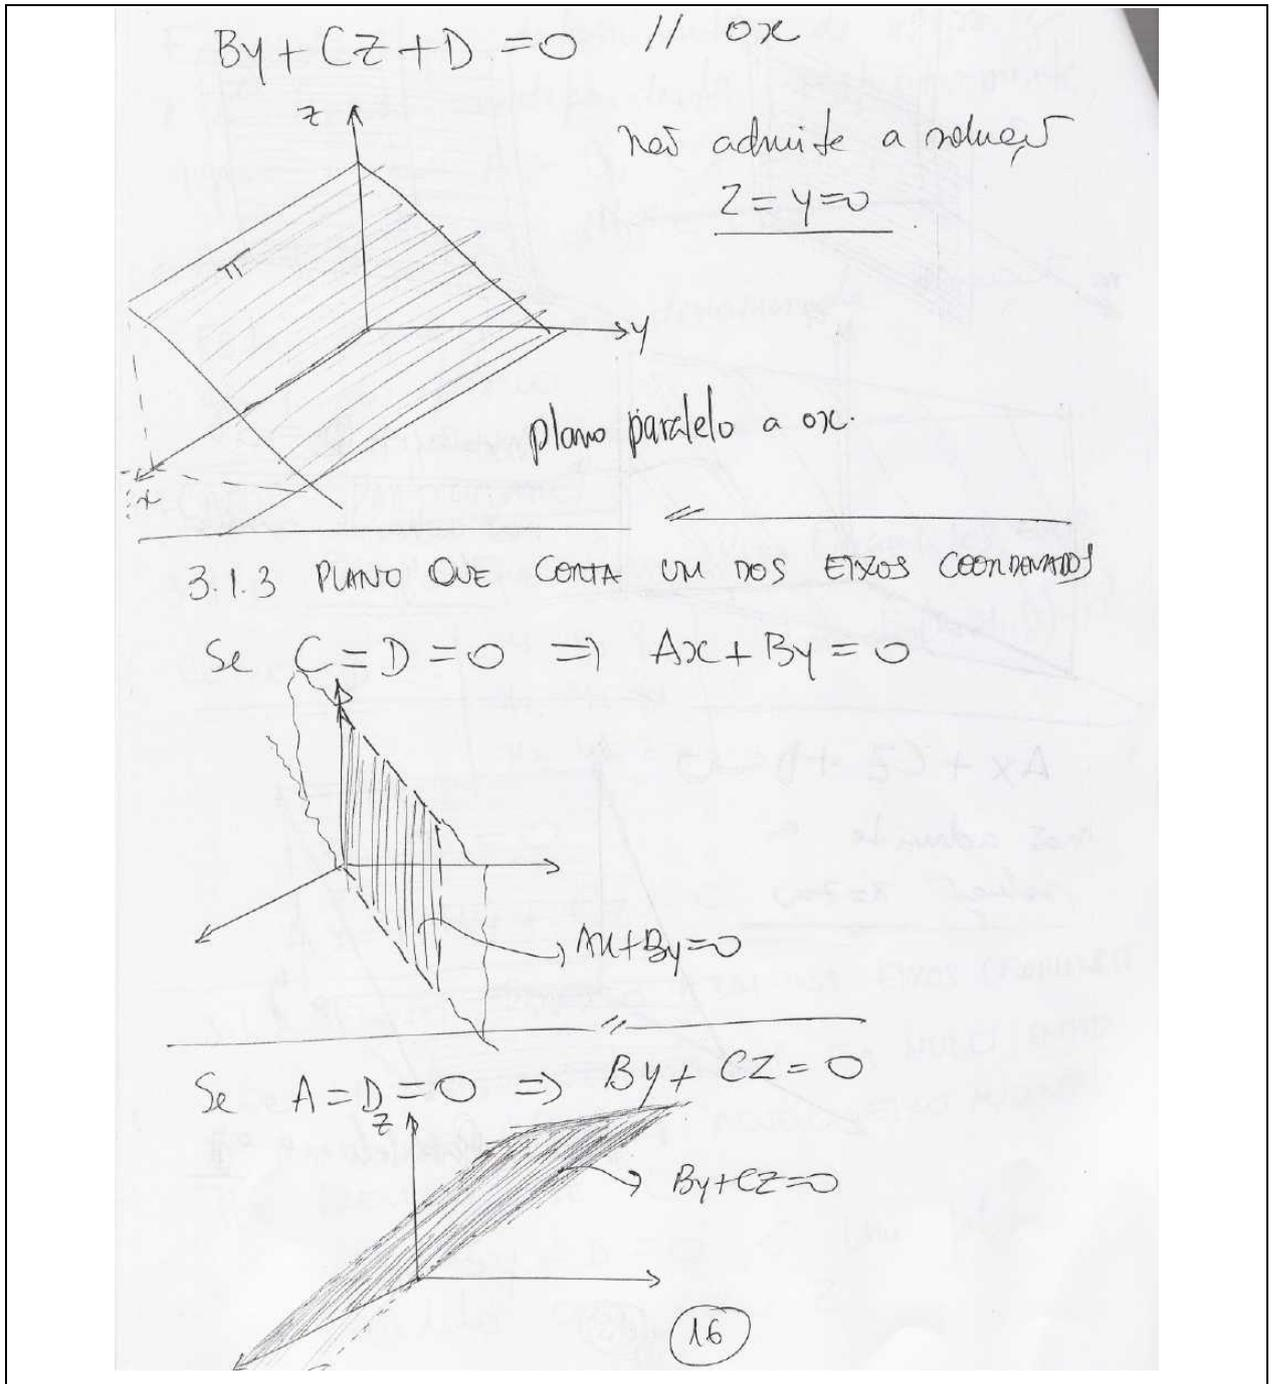 By + CZ + D = 0 // ox
não admite a solução
Z = y = 0
z
π
y
x
plano paralelo a ox.
3.1.3 PLANO QUE CONTA UM DOS EIXOS COORDENADOS
Se C = D = 0 ⇒ Ax + By = 0
Ax + By = 0
Se A = D = 0 ⇒ By + CZ = 0
z
By + CZ = 0
16